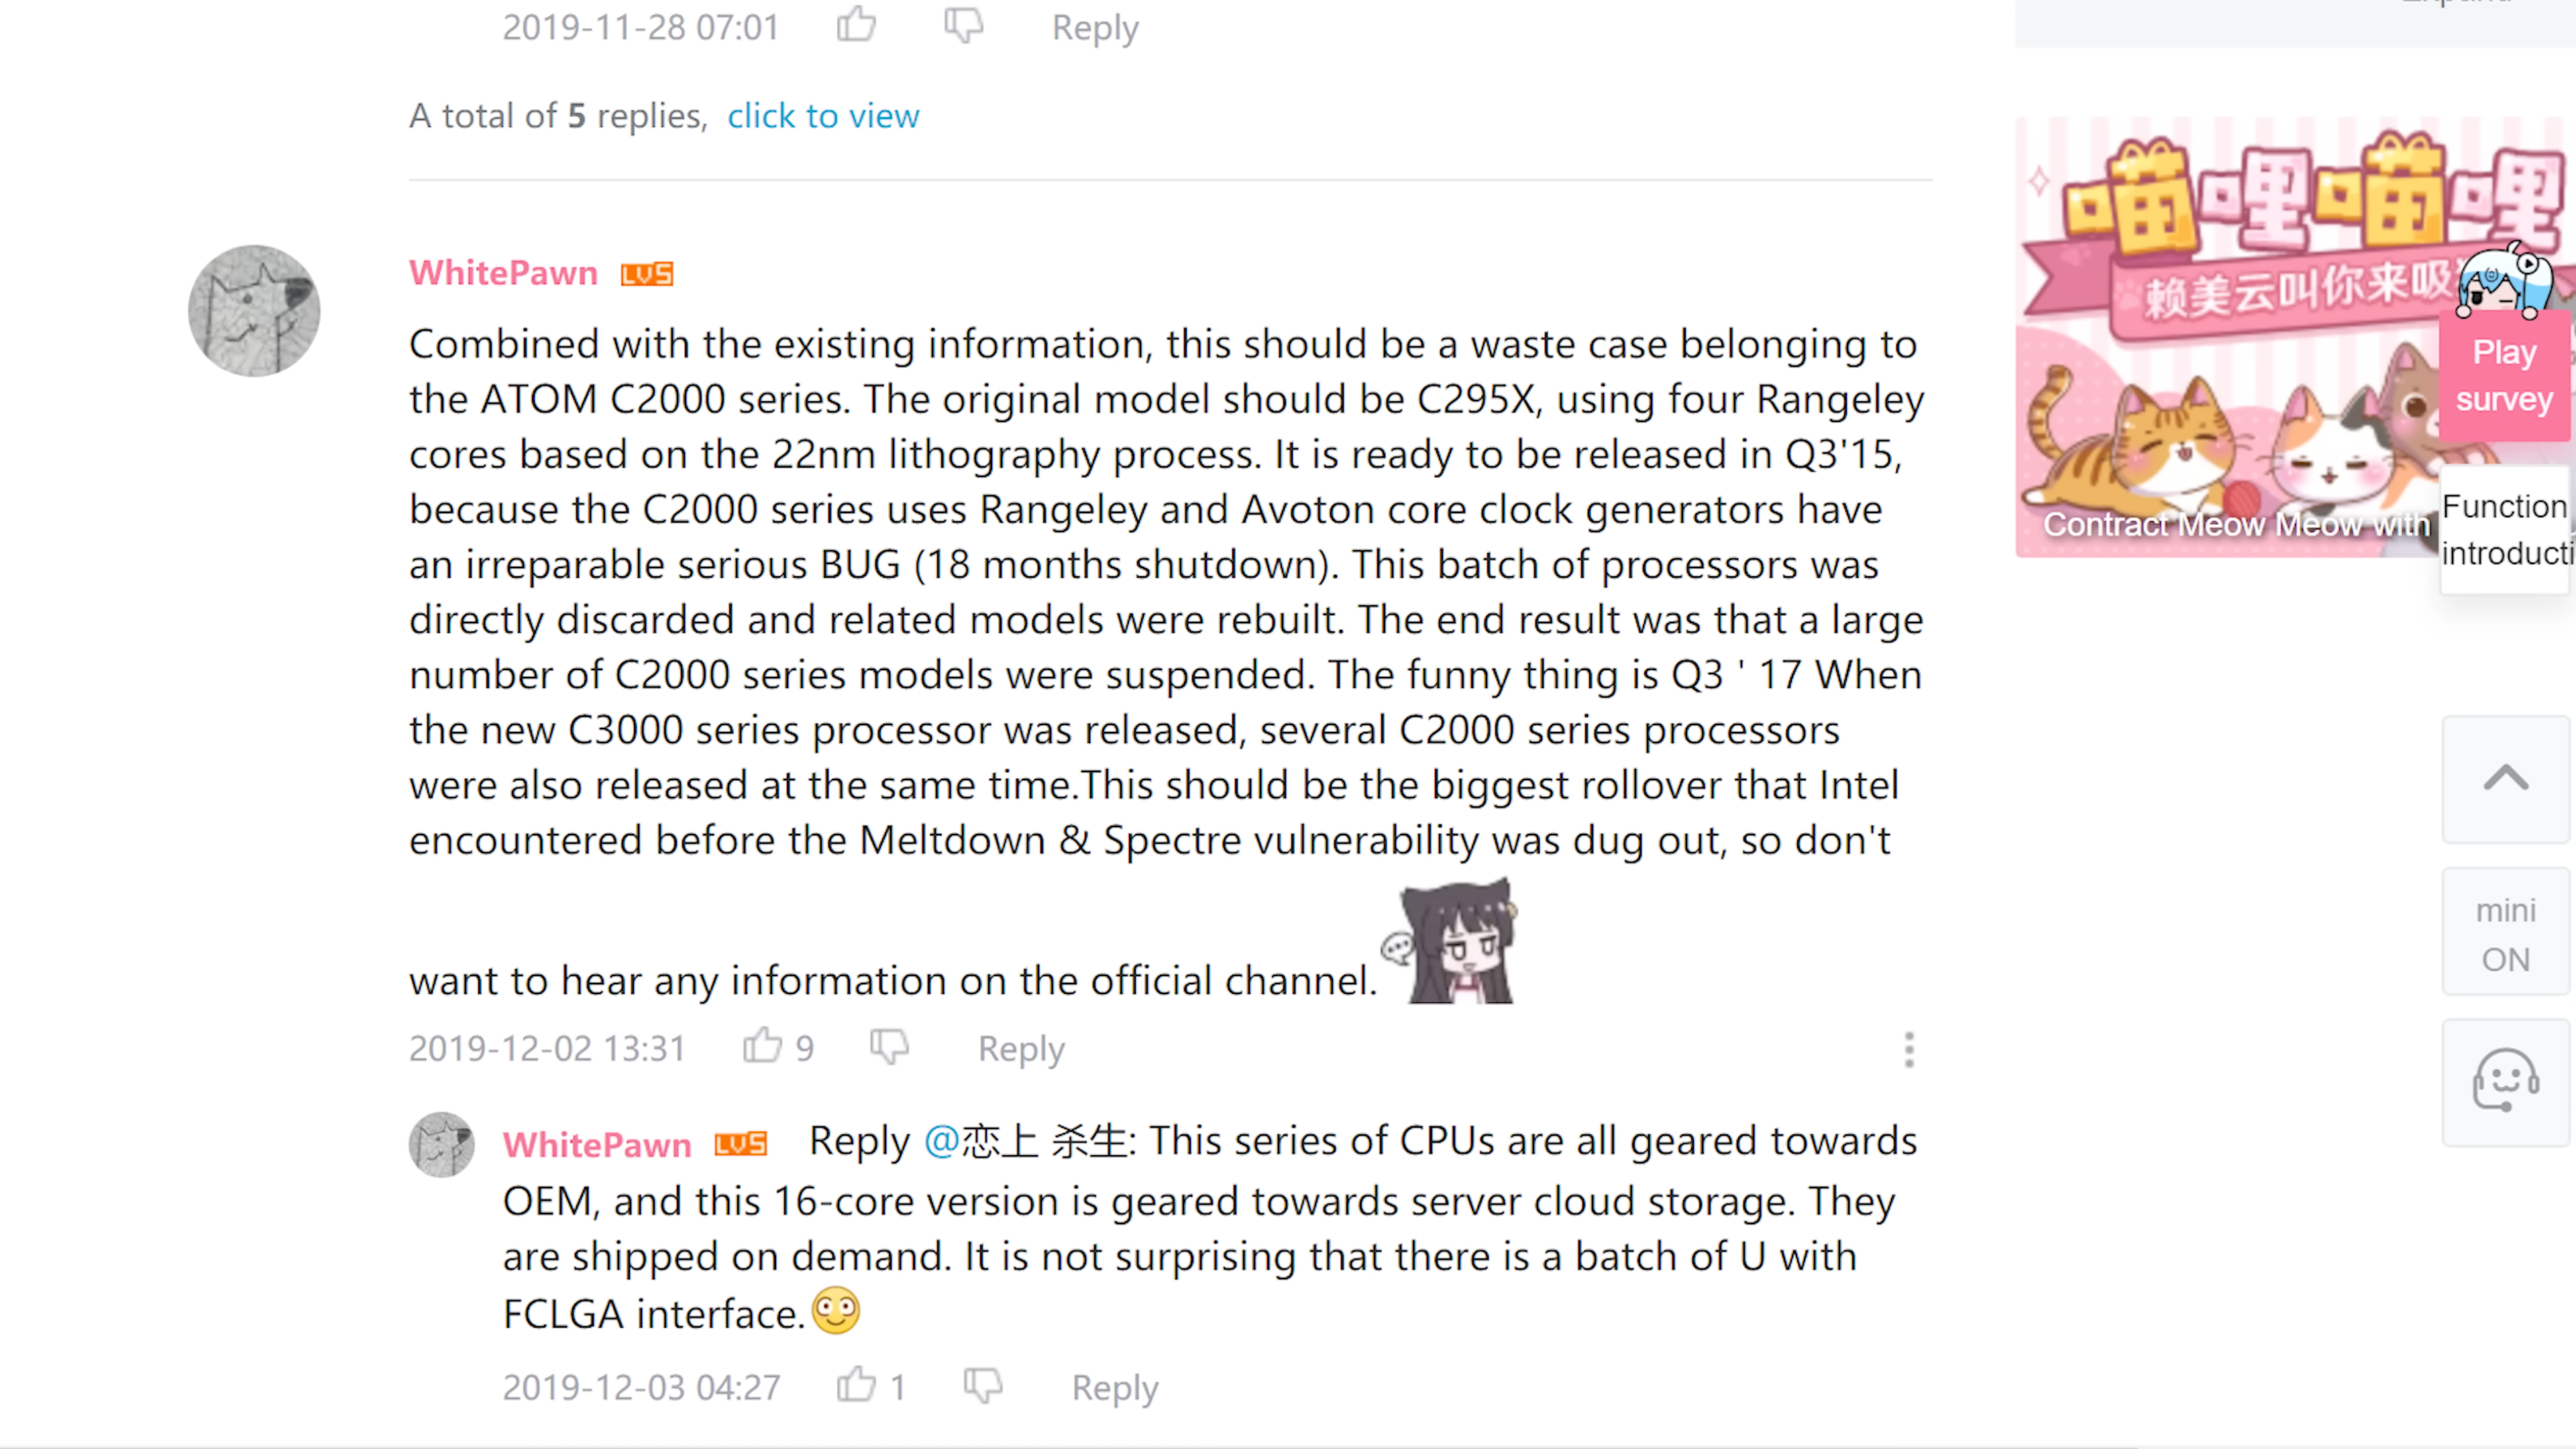 2019-11-28 07:01 Reply
A total of 5 replies, click to view
WhitePawn LV5
Combined with the existing information, this should be a waste case belonging to
the ATOM C2000 series. The original model should be C295X, using four Rangeley
cores based on the 22nm lithography process. It is ready to be released in Q3'15,
because the C2000 series uses Rangeley and Avoton core clock generators have
an irreparable serious BUG (18 months shutdown). This batch of processors was
directly discarded and related models were rebuilt. The end result was that a large
number of C2000 series models were suspended. The funny thing is Q3 ' 17 When
the new C3000 series processor was released, several C2000 series processors
were also released at the same time.This should be the biggest rollover that Intel
encountered before the Meltdown & Spectre vulnerability was dug out, so don't
want to hear any information on the official channel.
2019-12-02 13:31 9 Reply
WhitePawn LV5 Reply @恋上 杀生: This series of CPUs are all geared towards
OEM, and this 16-core version is geared towards server cloud storage. They
are shipped on demand. It is not surprising that there is a batch of U with
FCLGA interface.
2019-12-03 04:27 1 Reply
喵哩喵哩
赖美云叫你来吸
Contract Meow Meow with
Play
survey
Function
introducti
mini
ON